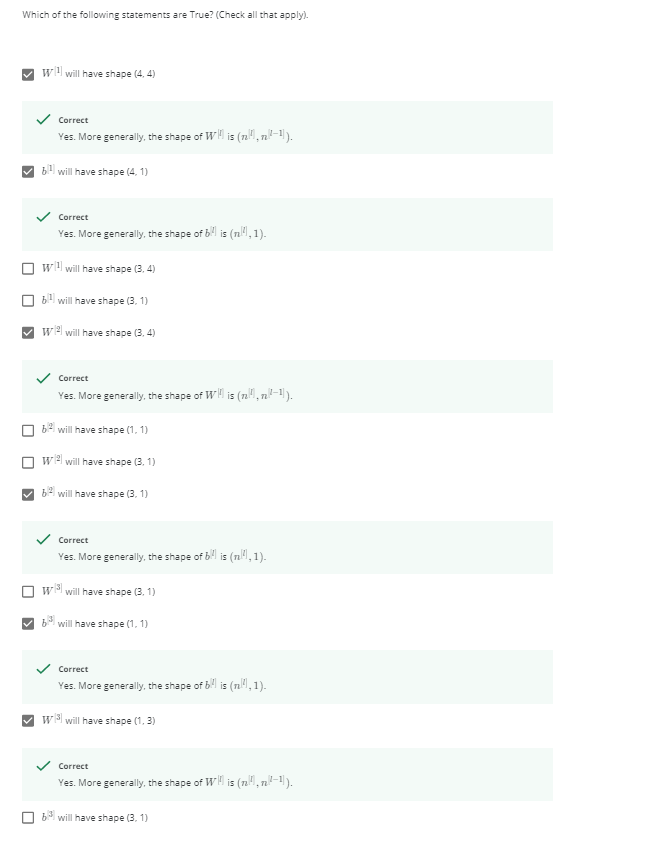 Which of the following statements are True? (Check all that apply).
W^[1] will have shape (4, 4)
Correct
Yes. More generally, the shape of W^[l] is (n^[l], n^[l−1]).
b^[1] will have shape (4, 1)
Correct
Yes. More generally, the shape of b^[l] is (n^[l], 1).
W^[1] will have shape (3, 4)
b^[1] will have shape (3, 1)
W^[2] will have shape (3, 4)
Correct
Yes. More generally, the shape of W^[l] is (n^[l], n^[l−1]).
b^[2] will have shape (1, 1)
W^[2] will have shape (3, 1)
b^[2] will have shape (3, 1)
Correct
Yes. More generally, the shape of b^[l] is (n^[l], 1).
W^[3] will have shape (3, 1)
b^[3] will have shape (1, 1)
Correct
Yes. More generally, the shape of b^[l] is (n^[l], 1).
W^[3] will have shape (1, 3)
Correct
Yes. More generally, the shape of W^[l] is (n^[l], n^[l−1]).
b^[3] will have shape (3, 1)